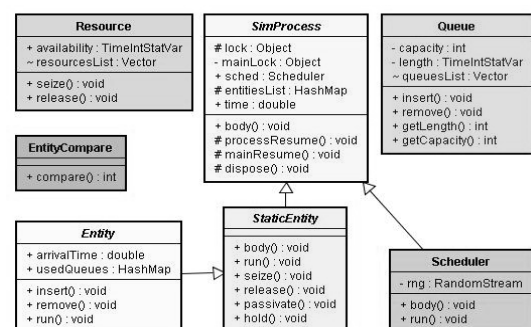 Resource
+ availability : TimeIntStatVar
~ resourcesList : Vector
+ seize() : void
+ release() : void
SimProcess
# lock : Object
- mainLock : Object
+ sched : Scheduler
# entitiesList : HashMap
+ time : double
+ body() : void
# processResume() : void
# mainResume() : void
# dispose() : void
Queue
- capacity : int
- length : TimeIntStatVar
~ queuesList : Vector
+ insert() : void
+ remove() : void
+ getLength() : int
+ getCapacity() : int
EntityCompare
+ compare() : int
Entity
+ arrivalTime : double
+ usedQueues : HashMap
+ insert() : void
+ remove() : void
+ run() : void
StaticEntity
+ body() : void
+ run() : void
+ seize() : void
+ release() : void
+ passivate() : void
+ hold() : void
Scheduler
- rng : RandomStream
+ body() : void
+ run() : void